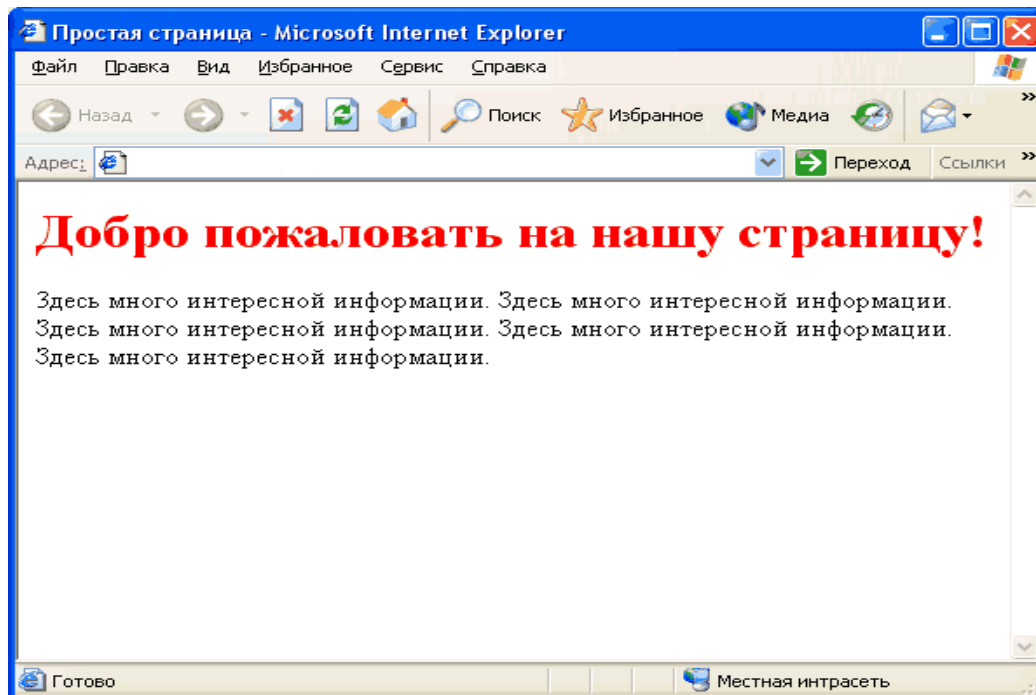 Простая страница - Microsoft Internet Explorer
Файл Правка Вид Избранное Сервис Справка
Назад Поиск Избранное Медиа »
Адрес: Переход Ссылки »
Добро пожаловать на нашу страницу!
Здесь много интересной информации. Здесь много интересной информации.
Здесь много интересной информации. Здесь много интересной информации.
Здесь много интересной информации.
Готово Местная интрасеть